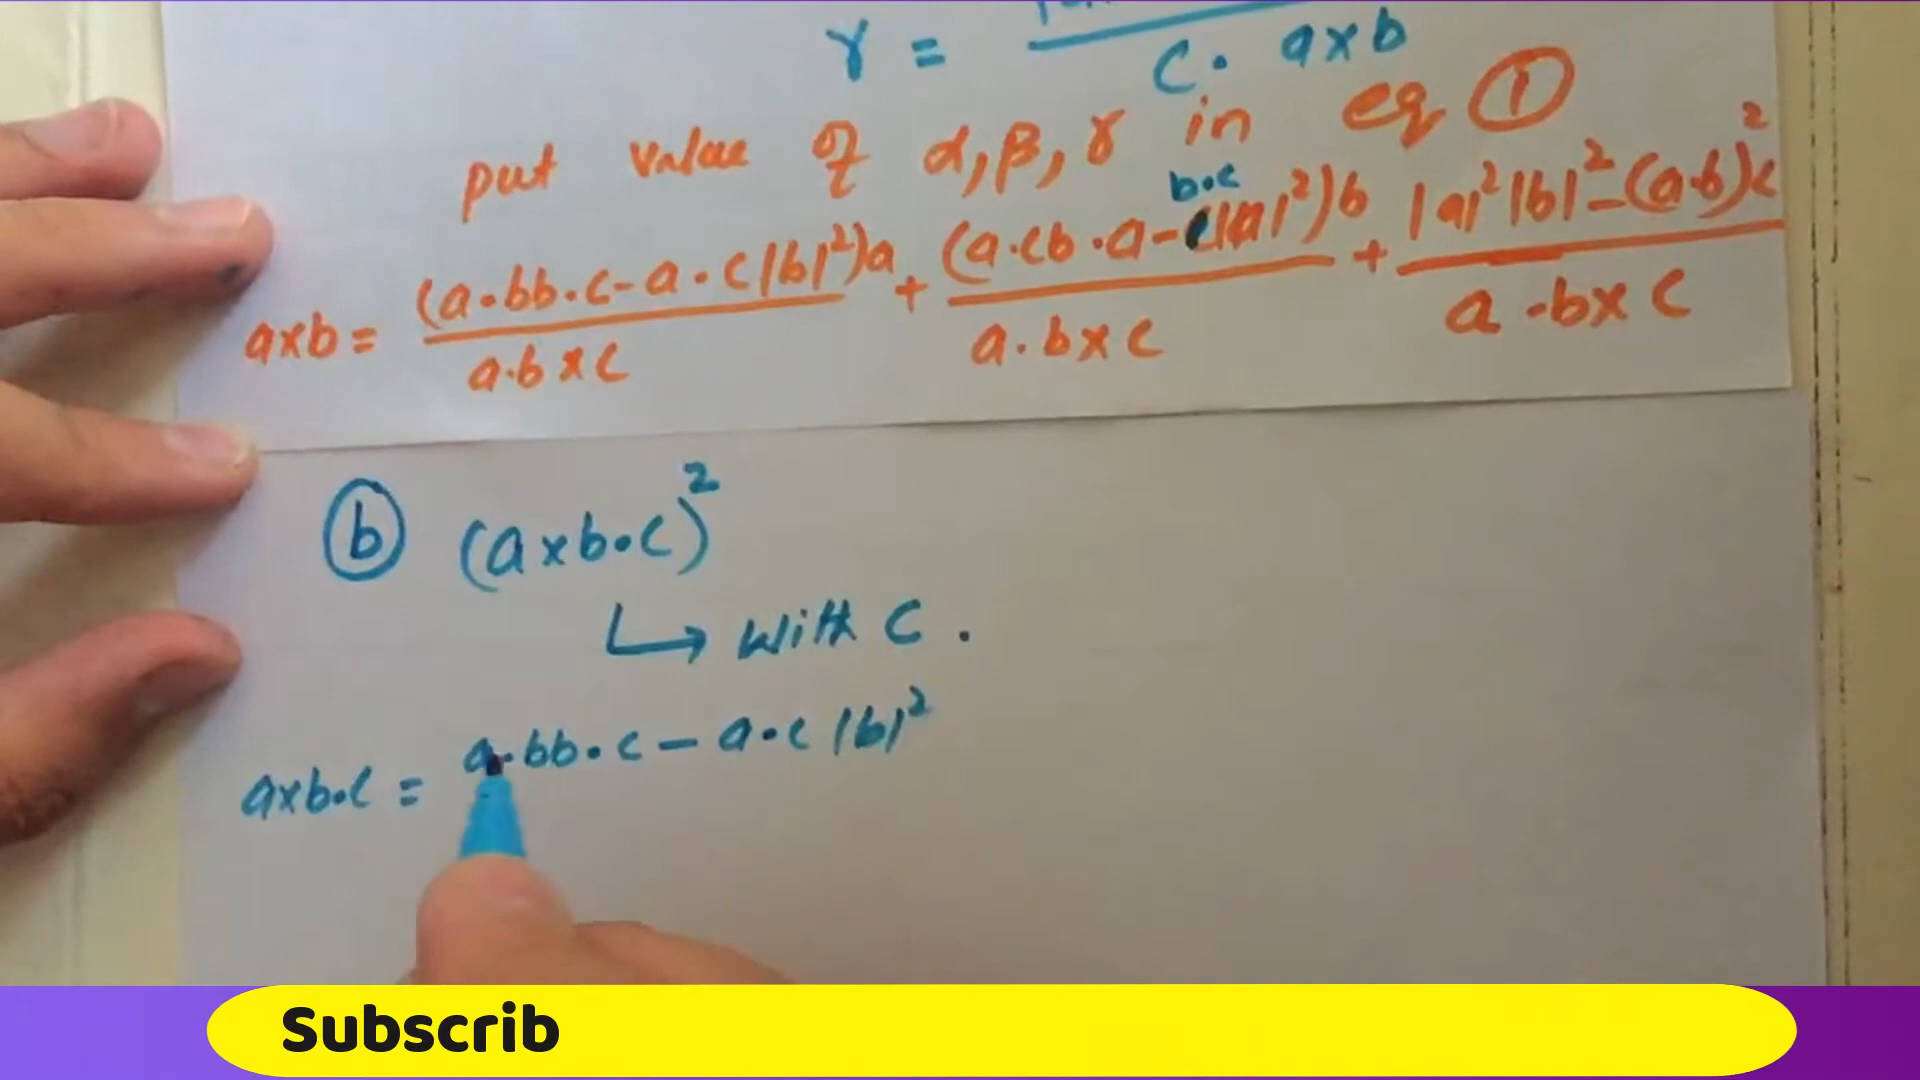 γ =
c · a×b
put value of α, β, γ in eq ①
b·c
a×b = (a·bb·c-a·c|b|²)a + (a·cb·a-|a|²)b + |a|²|b|²-(a·b)²c
a·b×c a·b×c a·b×c
ⓑ (a×b·c)²
↳ with c.
a×b·c = a·bb·c - a·c|b|²
Subscrib